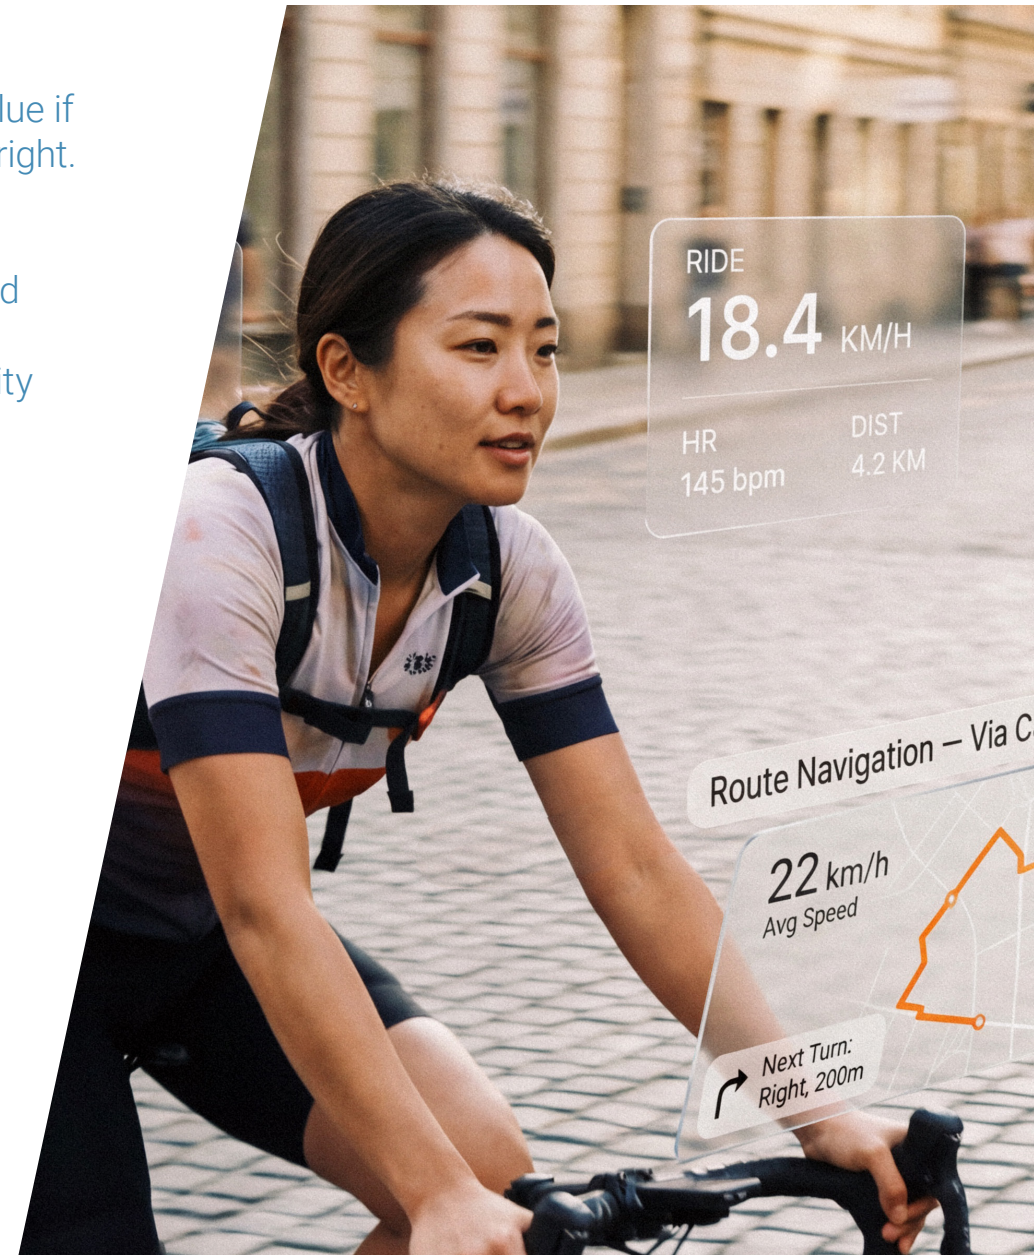 lue if
right.
d
ity
RIDE
18.4 KM/H
HR
145 bpm
DIST
4.2 KM
Route Navigation — Via C
22 km/h
Avg Speed
Next Turn:
Right, 200m